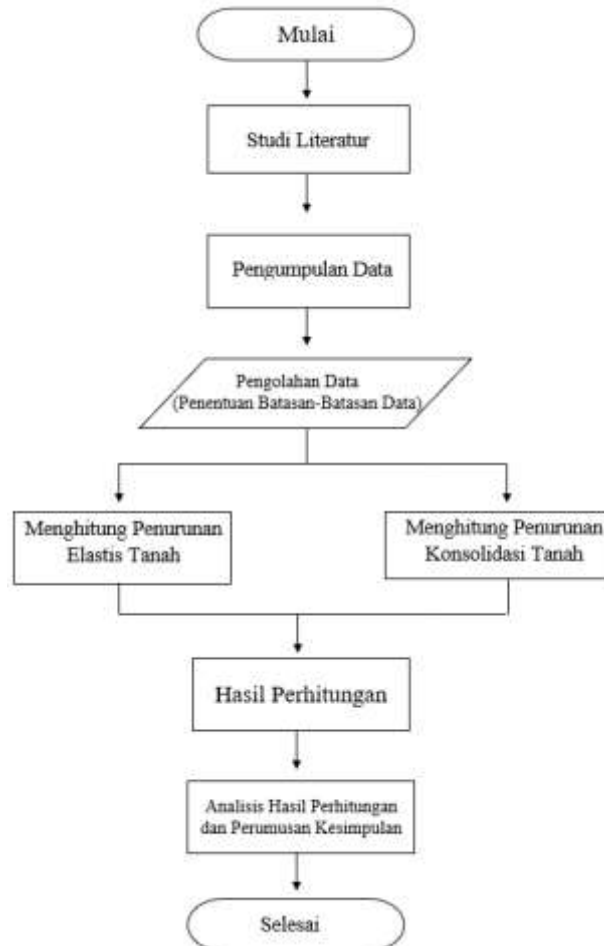 Mulai
Studi Literatur
Pengumpulan Data
Pengolahan Data
(Penentuan Batasan-Batasan Data)
Menghitung Penurunan
Elastis Tanah
Menghitung Penurunan
Konsolidasi Tanah
Hasil Perhitungan
Analisis Hasil Perhitungan
dan Perumusan Kesimpulan
Selesai